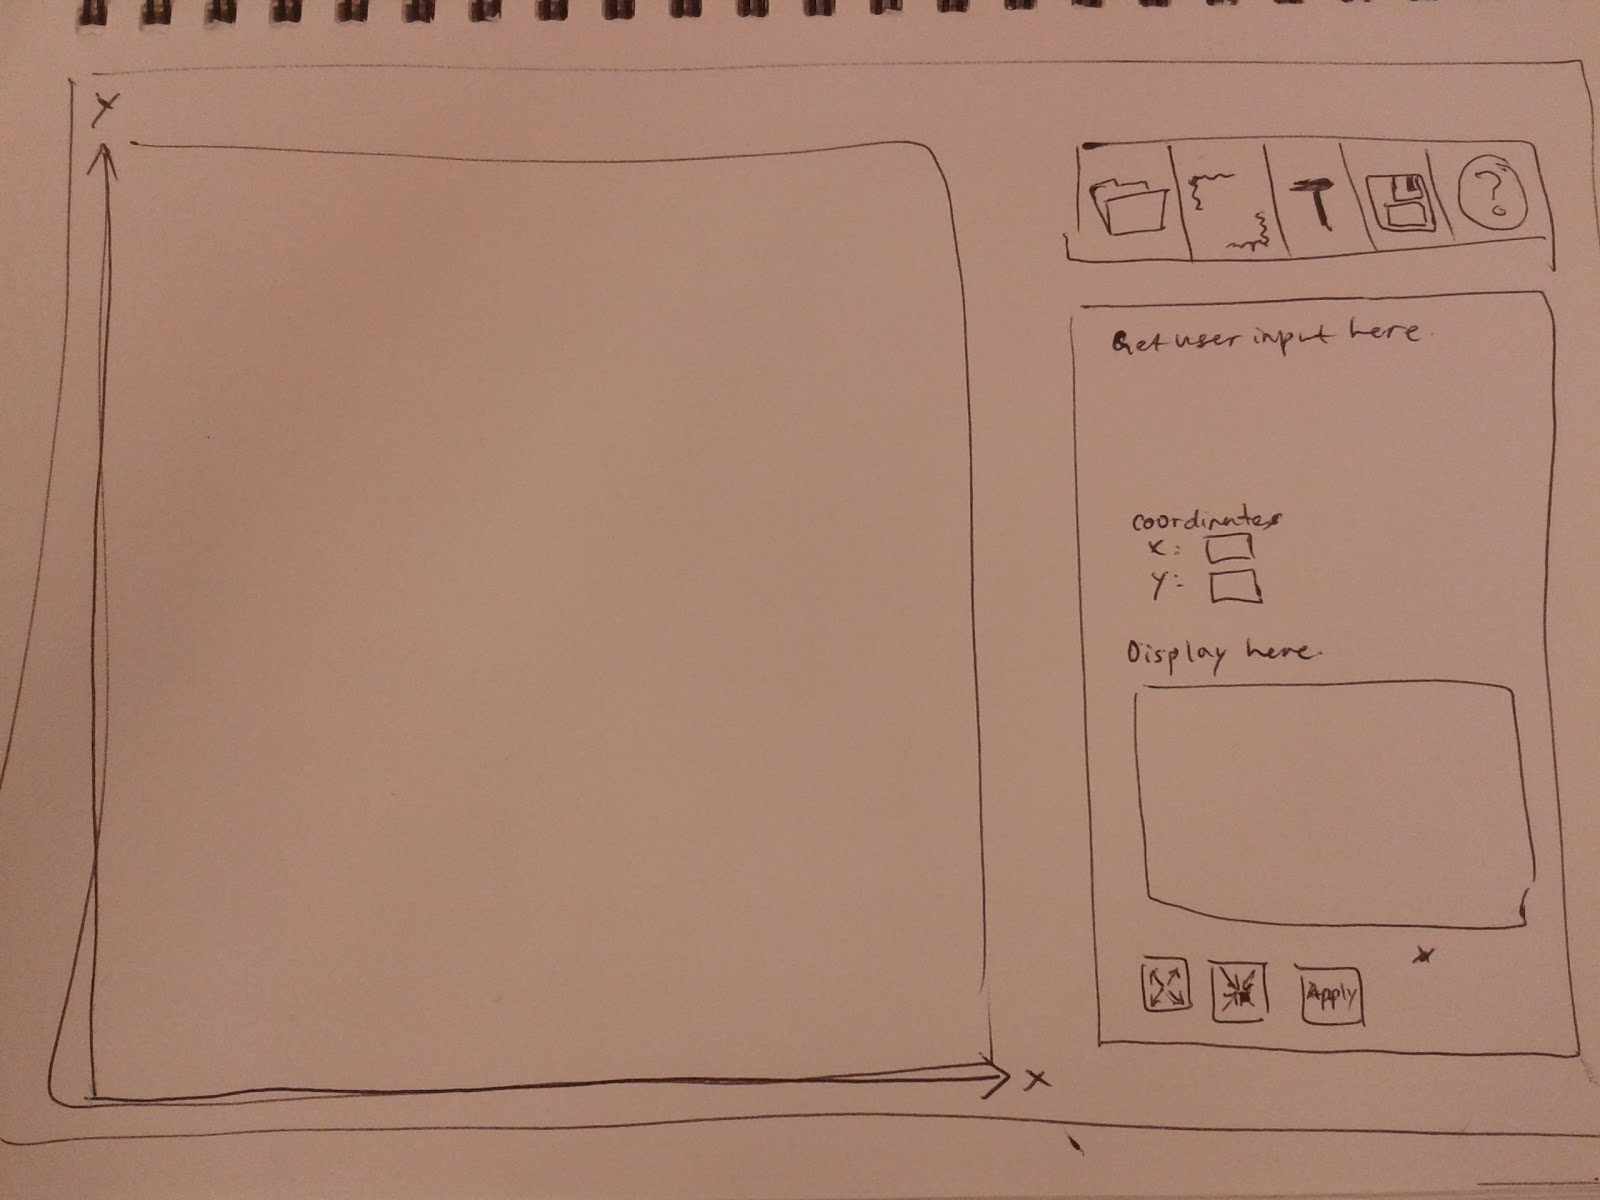 Y
T
?
Get user input here.
coordinates
x:
y:
Display here.
Apply
X